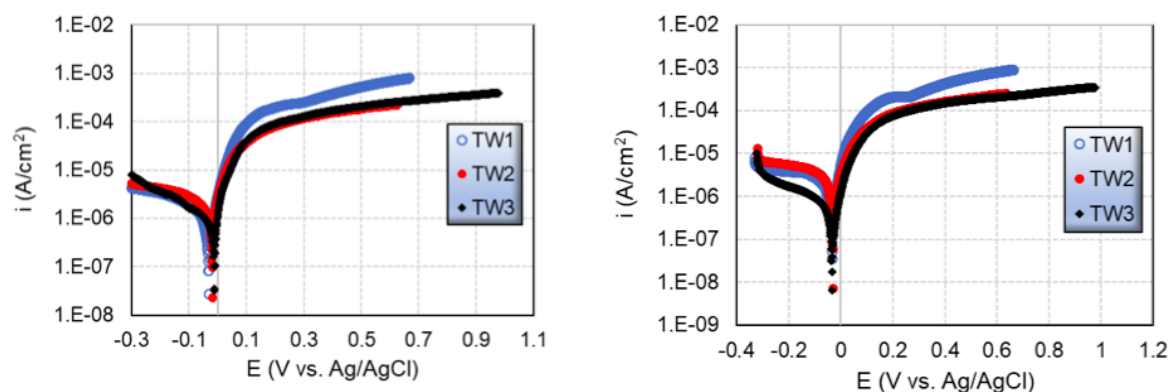 1.E-02
1.E-03
1.E-04
1.E-05
1.E-06
1.E-07
1.E-08
i (A/cm²)
-0.3 -0.1 0.1 0.3 0.5 0.7 0.9 1.1
E (V vs. Ag/AgCl)
TW1
TW2
TW3
1.E-02
1.E-03
1.E-04
1.E-05
1.E-06
1.E-07
1.E-08
1.E-09
i (A/cm²)
-0.4 -0.2 0 0.2 0.4 0.6 0.8 1 1.2
E (V vs. Ag/AgCl)
TW1
TW2
TW3